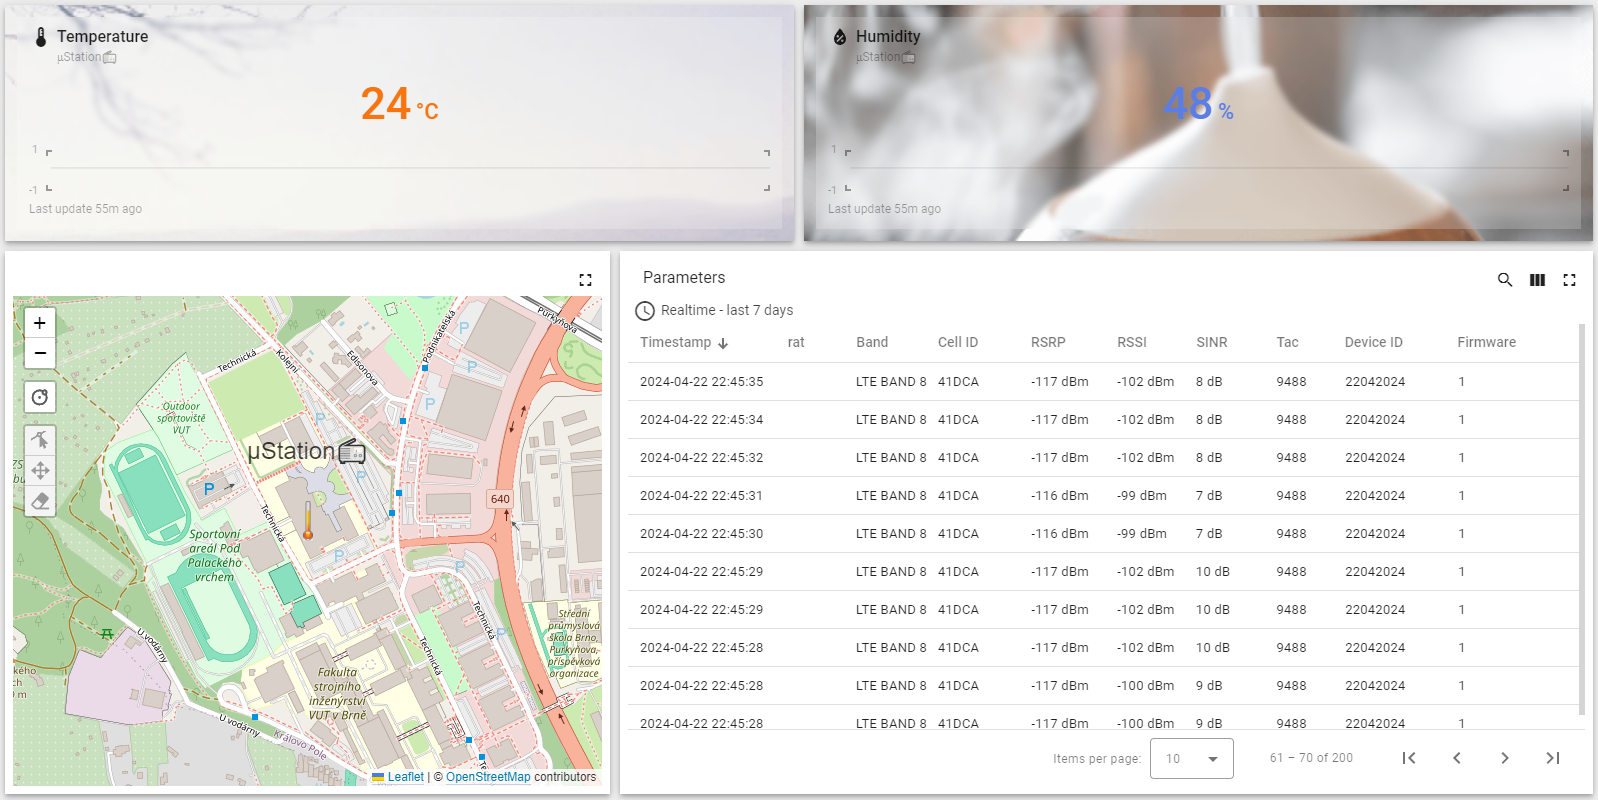 Temperature
µStation📻
24 °C
1
-1
Last update 55m ago
Humidity
µStation📻
48 %
1
-1
Last update 55m ago
+
−
Technická
Kolejní
Edisonova
Podnikatelská
Purkyňova
P
P
P
P
Outdoor
sportoviště
VUT
µStation📻
P
P
640
Technická
Sportovní
areál Pod
Palackého
vrchem
P
P
P
U vodárny
Technická
Technická
Střední
průmyslová
škola Brno,
Purkyňova,
příspěvková
organizace
Fakulta
strojního
inženýrství
VUT v Brně
U vodárny
Královo Pole
Leaflet | © OpenStreetMap contributors
Parameters
Realtime - last 7 days
Timestamp rat Band Cell ID RSRP RSSI SINR Tac Device ID Firmware
2024-04-22 22:45:35 LTE BAND 8 41DCA -117 dBm -102 dBm 8 dB 9488 22042024 1
2024-04-22 22:45:34 LTE BAND 8 41DCA -117 dBm -102 dBm 8 dB 9488 22042024 1
2024-04-22 22:45:32 LTE BAND 8 41DCA -117 dBm -102 dBm 8 dB 9488 22042024 1
2024-04-22 22:45:31 LTE BAND 8 41DCA -116 dBm -99 dBm 7 dB 9488 22042024 1
2024-04-22 22:45:30 LTE BAND 8 41DCA -116 dBm -99 dBm 7 dB 9488 22042024 1
2024-04-22 22:45:29 LTE BAND 8 41DCA -117 dBm -102 dBm 10 dB 9488 22042024 1
2024-04-22 22:45:29 LTE BAND 8 41DCA -117 dBm -102 dBm 10 dB 9488 22042024 1
2024-04-22 22:45:28 LTE BAND 8 41DCA -117 dBm -102 dBm 10 dB 9488 22042024 1
2024-04-22 22:45:28 LTE BAND 8 41DCA -117 dBm -100 dBm 9 dB 9488 22042024 1
2024-04-22 22:45:28 LTE BAND 8 41DCA -117 dBm -100 dBm 9 dB 9488 22042024 1
Items per page: 10 61 – 70 of 200